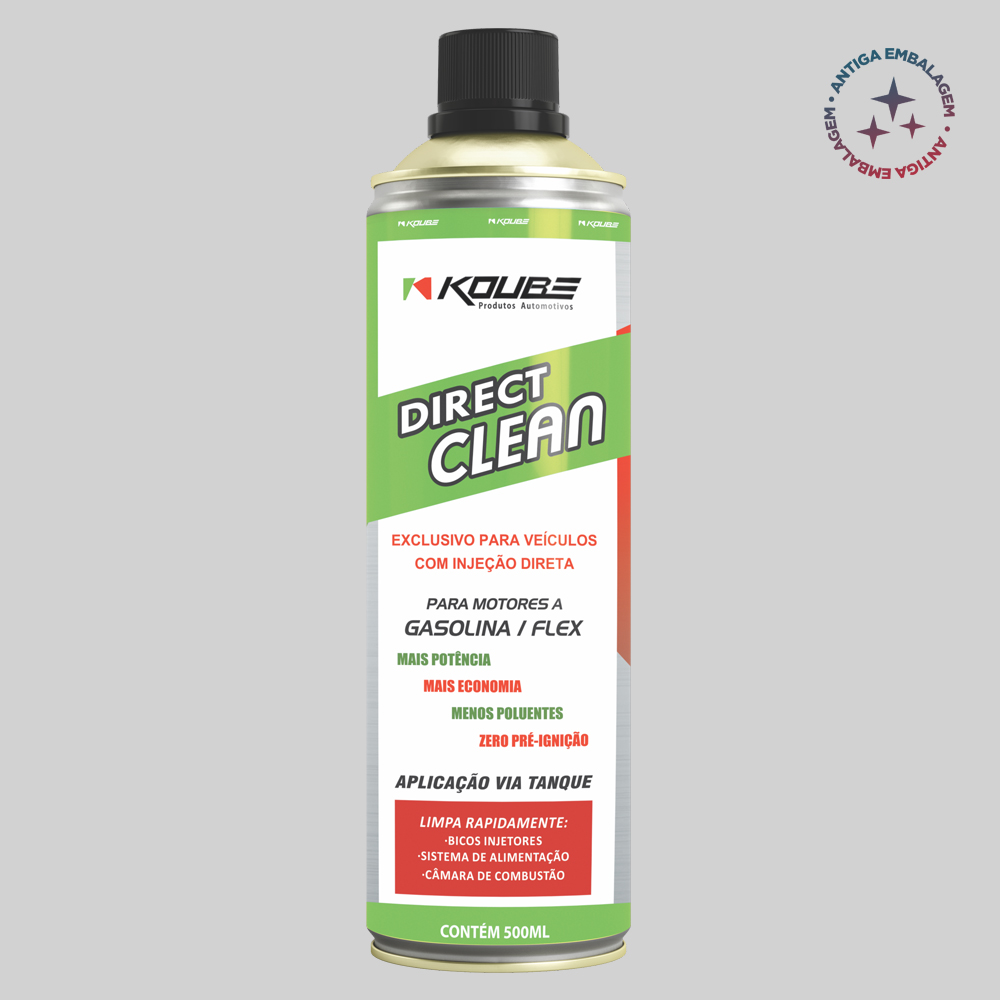 ANTIGA EMBALAGEM • ANTIGA EMBALAGEM •
KOUBE KOUBE KOUBE
KOUBE
Produtos Automotivos
DIRECT
CLEAN
EXCLUSIVO PARA VEÍCULOS
COM INJEÇÃO DIRETA
PARA MOTORES A
GASOLINA / FLEX
MAIS POTÊNCIA
MAIS ECONOMIA
MENOS POLUENTES
ZERO PRÉ-IGNIÇÃO
APLICAÇÃO VIA TANQUE
LIMPA RAPIDAMENTE:
·BICOS INJETORES
·SISTEMA DE ALIMENTAÇÃO
·CÂMARA DE COMBUSTÃO
CONTÉM 500ML